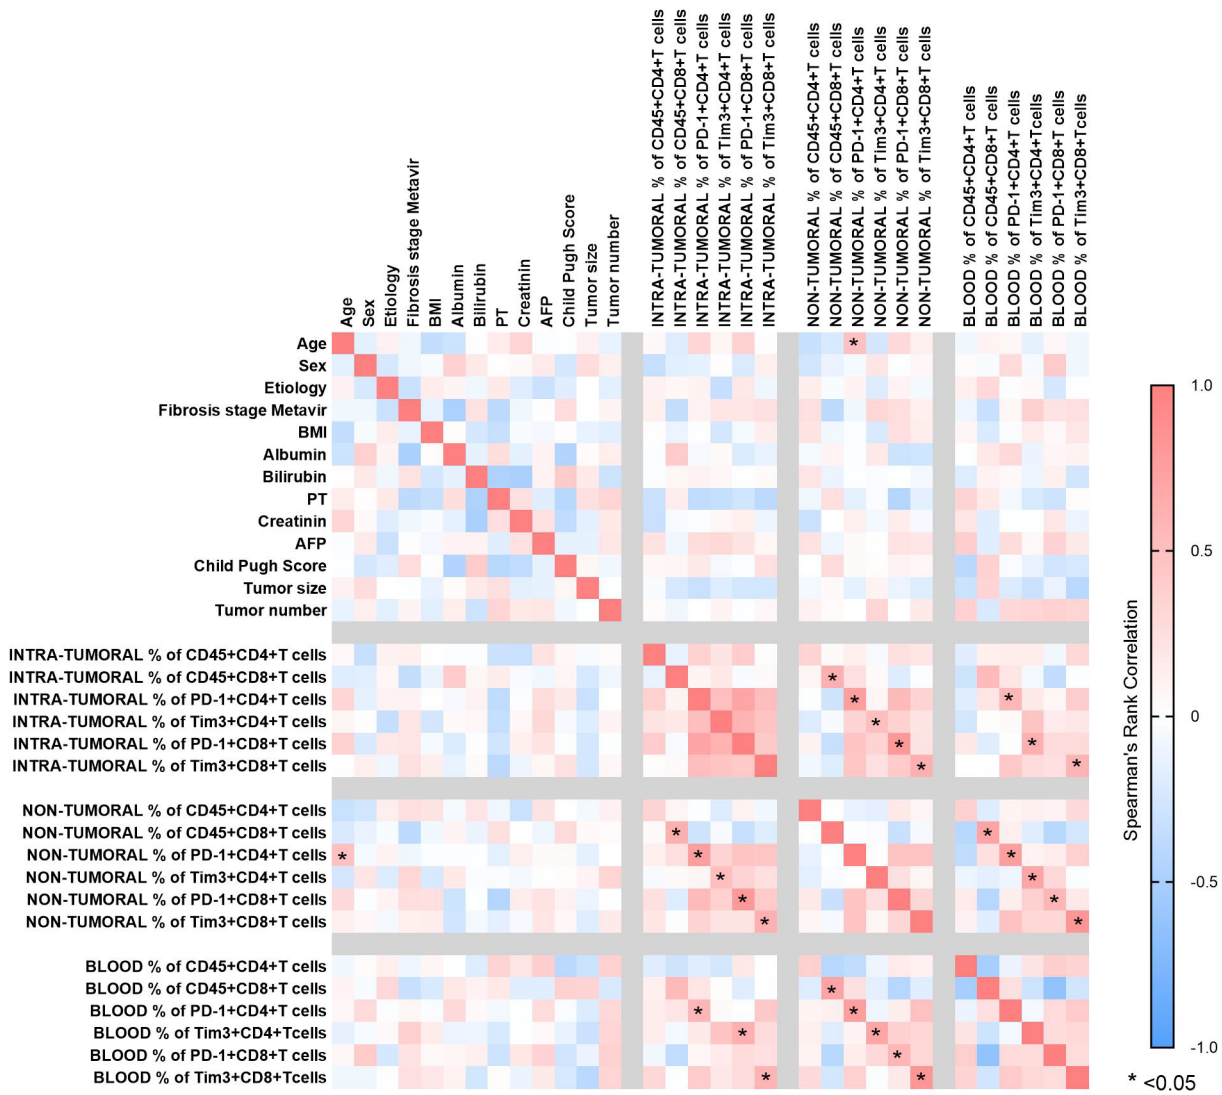 Age
Sex
Etiology
Fibrosis stage Metavir
BMI
Albumin
Bilirubin
PT
Creatinin
AFP
Child Pugh Score
Tumor size
Tumor number
INTRA-TUMORAL % of CD45+CD4+T cells
INTRA-TUMORAL % of CD45+CD8+T cells
INTRA-TUMORAL % of PD-1+CD4+T cells
INTRA-TUMORAL % of Tim3+CD4+T cells
INTRA-TUMORAL % of PD-1+CD8+T cells
INTRA-TUMORAL % of Tim3+CD8+T cells
NON-TUMORAL % of CD45+CD4+T cells
NON-TUMORAL % of CD45+CD8+T cells
NON-TUMORAL % of PD-1+CD4+T cells
NON-TUMORAL % of Tim3+CD4+T cells
NON-TUMORAL % of PD-1+CD8+T cells
NON-TUMORAL % of Tim3+CD8+T cells
BLOOD % of CD45+CD4+T cells
BLOOD % of CD45+CD8+T cells
BLOOD % of PD-1+CD4+T cells
BLOOD % of Tim3+CD4+Tcells
BLOOD % of PD-1+CD8+T cells
BLOOD % of Tim3+CD8+Tcells
Age
Sex
Etiology
Fibrosis stage Metavir
BMI
Albumin
Bilirubin
PT
Creatinin
AFP
Child Pugh Score
Tumor size
Tumor number
INTRA-TUMORAL % of CD45+CD4+T cells
INTRA-TUMORAL % of CD45+CD8+T cells
INTRA-TUMORAL % of PD-1+CD4+T cells
INTRA-TUMORAL % of Tim3+CD4+T cells
INTRA-TUMORAL % of PD-1+CD8+T cells
INTRA-TUMORAL % of Tim3+CD8+T cells
NON-TUMORAL % of CD45+CD4+T cells
NON-TUMORAL % of CD45+CD8+T cells
NON-TUMORAL % of PD-1+CD4+T cells
NON-TUMORAL % of Tim3+CD4+T cells
NON-TUMORAL % of PD-1+CD8+T cells
NON-TUMORAL % of Tim3+CD8+T cells
BLOOD % of CD45+CD4+T cells
BLOOD % of CD45+CD8+T cells
BLOOD % of PD-1+CD4+T cells
BLOOD % of Tim3+CD4+Tcells
BLOOD % of PD-1+CD8+T cells
BLOOD % of Tim3+CD8+Tcells
Spearman's Rank Correlation
1.0
0.5
0
-0.5
-1.0
* <0.05